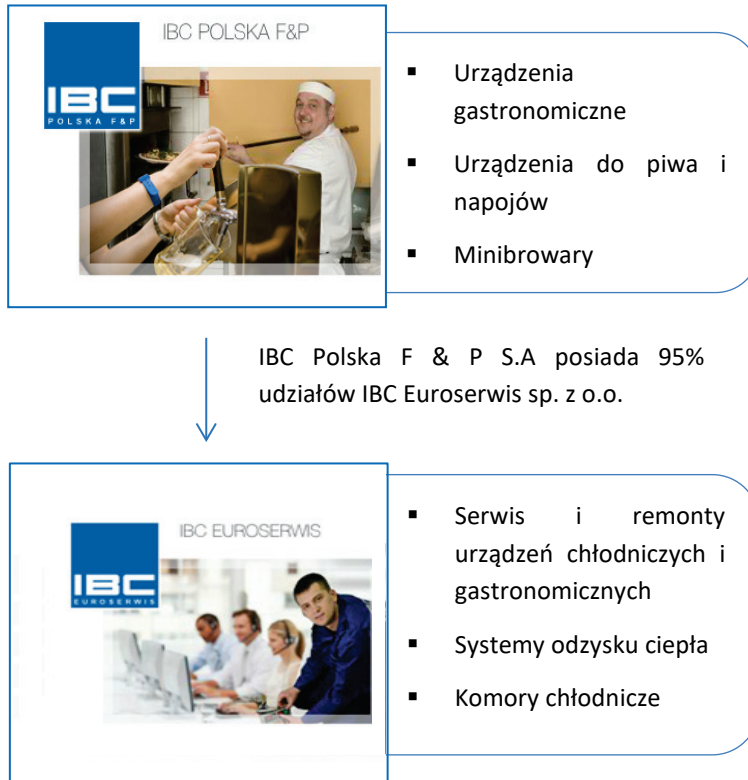 IBC POLSKA F&P
IBC
POLSKA F&P
▪ Urządzenia
gastronomiczne
▪ Urządzenia do piwa i
napojów
▪ Minibrowary
IBC Polska F & P S.A posiada 95%
udziałów IBC Euroserwis sp. z o.o.
IBC EUROSERWIS
IBC
EUROSERWIS
▪ Serwis i remonty
urządzeń chłodniczych i
gastronomicznych
▪ Systemy odzysku ciepła
▪ Komory chłodnicze